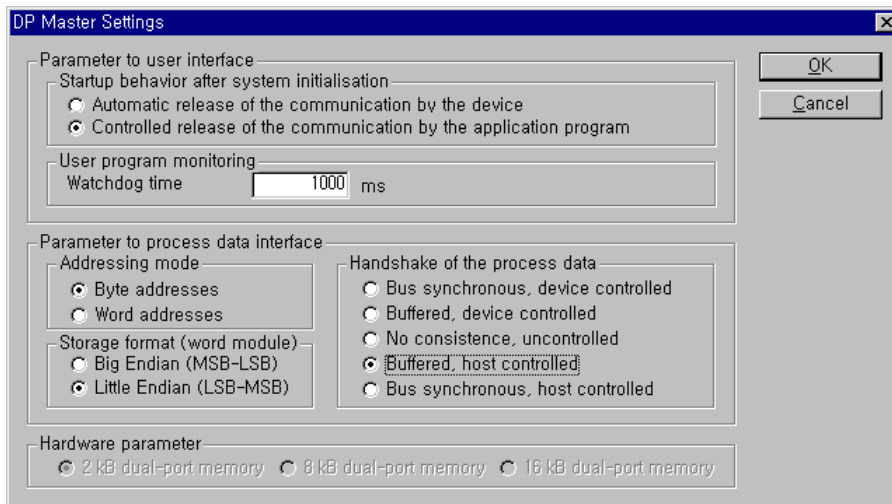 DP Master Settings
Parameter to user interface
Startup behavior after system initialisation
Automatic release of the communication by the device
Controlled release of the communication by the application program
User program monitoring
Watchdog time 1000 ms
OK
Cancel
Parameter to process data interface
Addressing mode
Byte addresses
Word addresses
Storage format (word module)
Big Endian (MSB-LSB)
Little Endian (LSB-MSB)
Handshake of the process data
Bus synchronous, device controlled
Buffered, device controlled
No consistence, uncontrolled
Buffered, host controlled
Bus synchronous, host controlled
Hardware parameter
2 kB dual-port memory 8 kB dual-port memory 16 kB dual-port memory